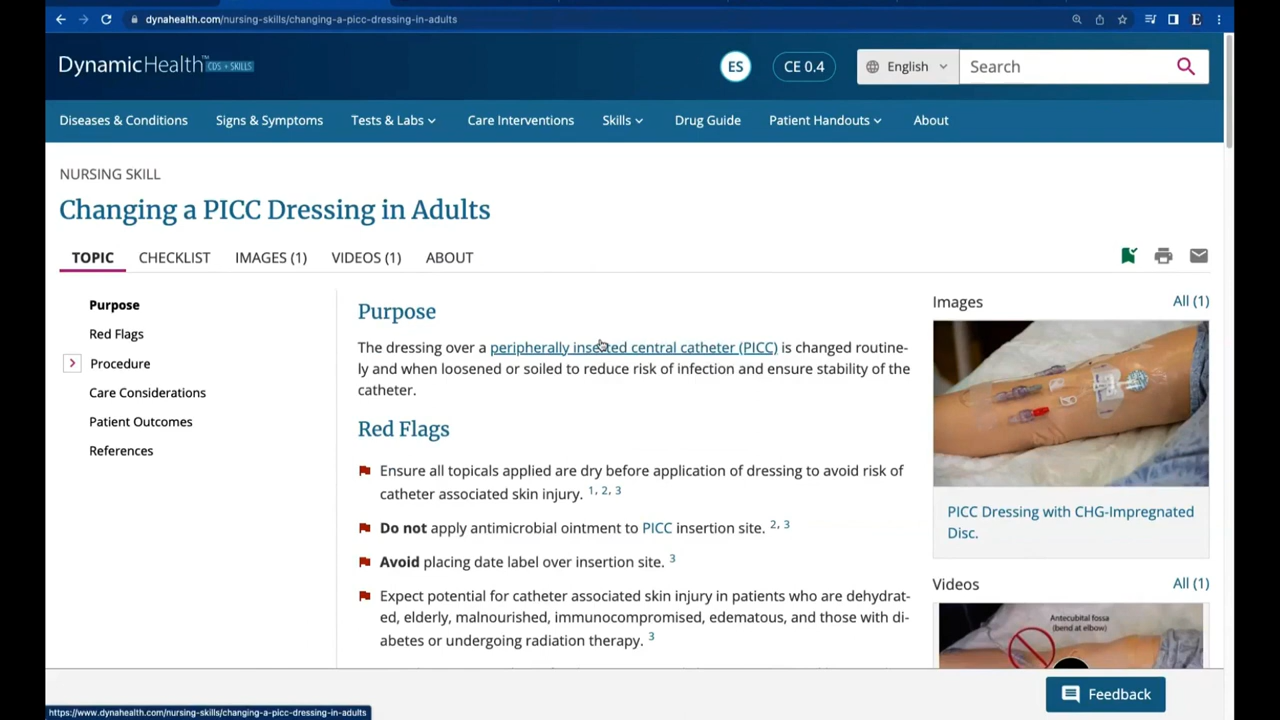 dynahealth.com/nursing-skills/changing-a-picc-dressing-in-adults
E
DynamicHealth™ CDS + SKILLS
ES
CE 0.4
English
Search
Diseases & Conditions
Signs & Symptoms
Tests & Labs
Care Interventions
Skills
Drug Guide
Patient Handouts
About
NURSING SKILL
Changing a PICC Dressing in Adults
TOPIC
CHECKLIST
IMAGES (1)
VIDEOS (1)
ABOUT
Purpose
Red Flags
Procedure
Care Considerations
Patient Outcomes
References
Purpose
The dressing over a peripherally inserted central catheter (PICC) is changed routine-
ly and when loosened or soiled to reduce risk of infection and ensure stability of the
catheter.
Red Flags
Ensure all topicals applied are dry before application of dressing to avoid risk of
catheter associated skin injury. 1, 2, 3
Do not apply antimicrobial ointment to PICC insertion site. 2, 3
Avoid placing date label over insertion site. 3
Expect potential for catheter associated skin injury in patients who are dehydrat-
ed, elderly, malnourished, immunocompromised, edematous, and those with di-
abetes or undergoing radiation therapy. 3
Images
All (1)
PICC Dressing with CHG-Impregnated
Disc.
Videos
All (1)
Antecubital fossa
(bend at elbow)
Feedback
https://www.dynahealth.com/nursing-skills/changing-a-picc-dressing-in-adults